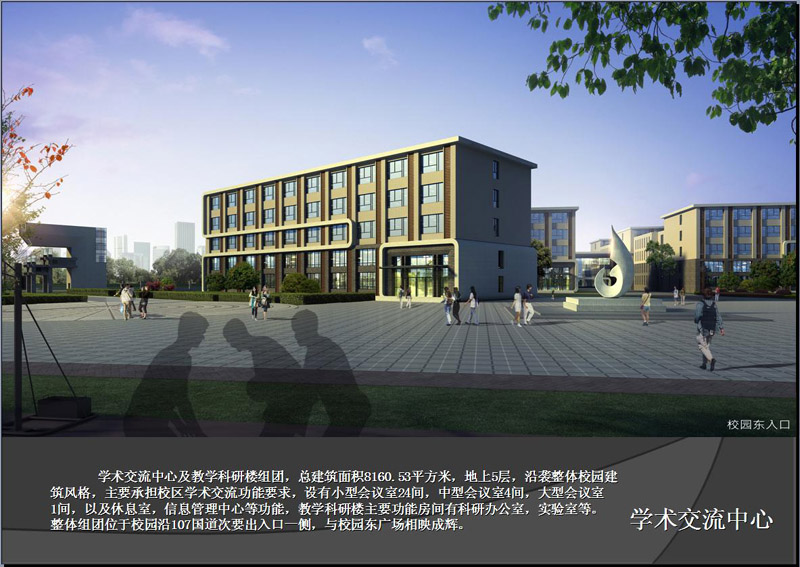 校园东入口
学术交流中心及教学科研楼组团，总建筑面积8160.53平方米，地上5层，沿袭整体校园建
筑风格，主要承担校区学术交流功能要求，设有小型会议室24间，中型会议室4间，大型会议室
1间，以及休息室，信息管理中心等功能，教学科研楼主要功能房间有科研办公室，实验室等。
整体组团位于校园沿107国道次要出入口一侧，与校园东广场相映成辉。
学术交流中心